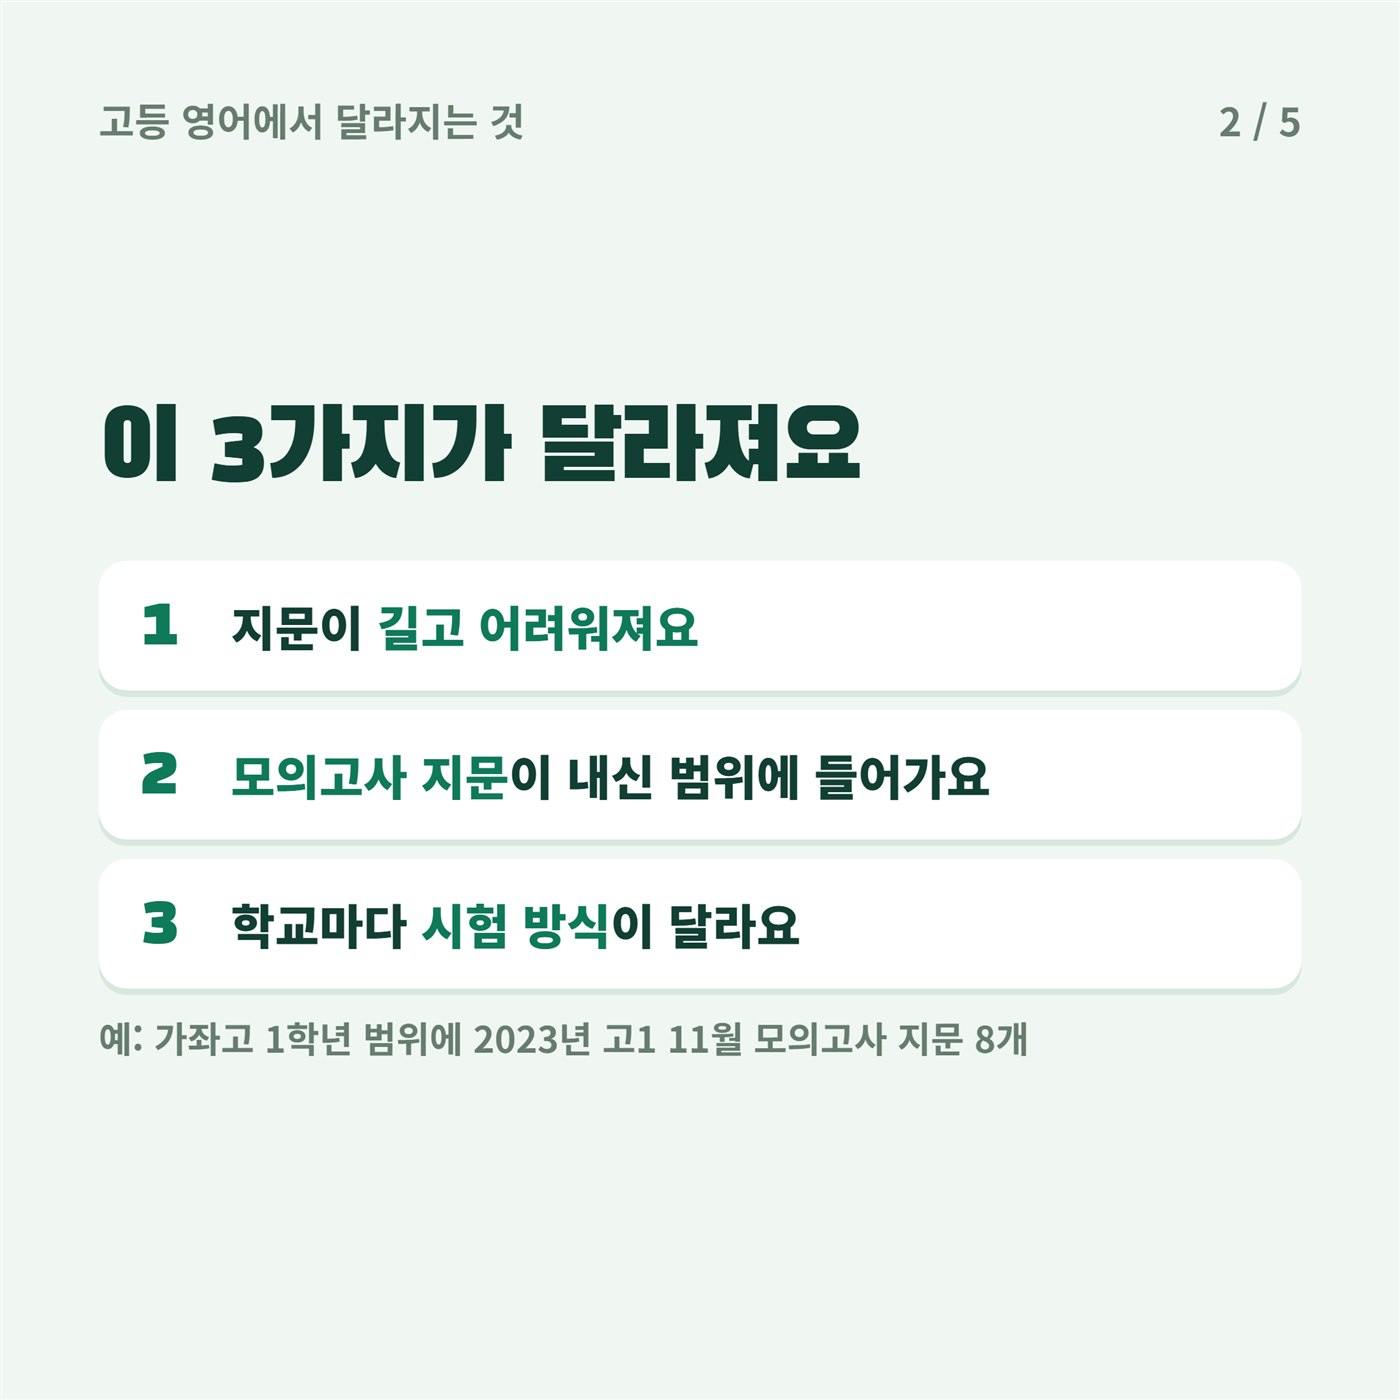 고등 영어에서 달라지는 것
2 / 5
이 3가지가 달라져요
1 지문이 길고 어려워져요
2 모의고사 지문이 내신 범위에 들어가요
3 학교마다 시험 방식이 달라요
예: 가좌고 1학년 범위에 2023년 고1 11월 모의고사 지문 8개